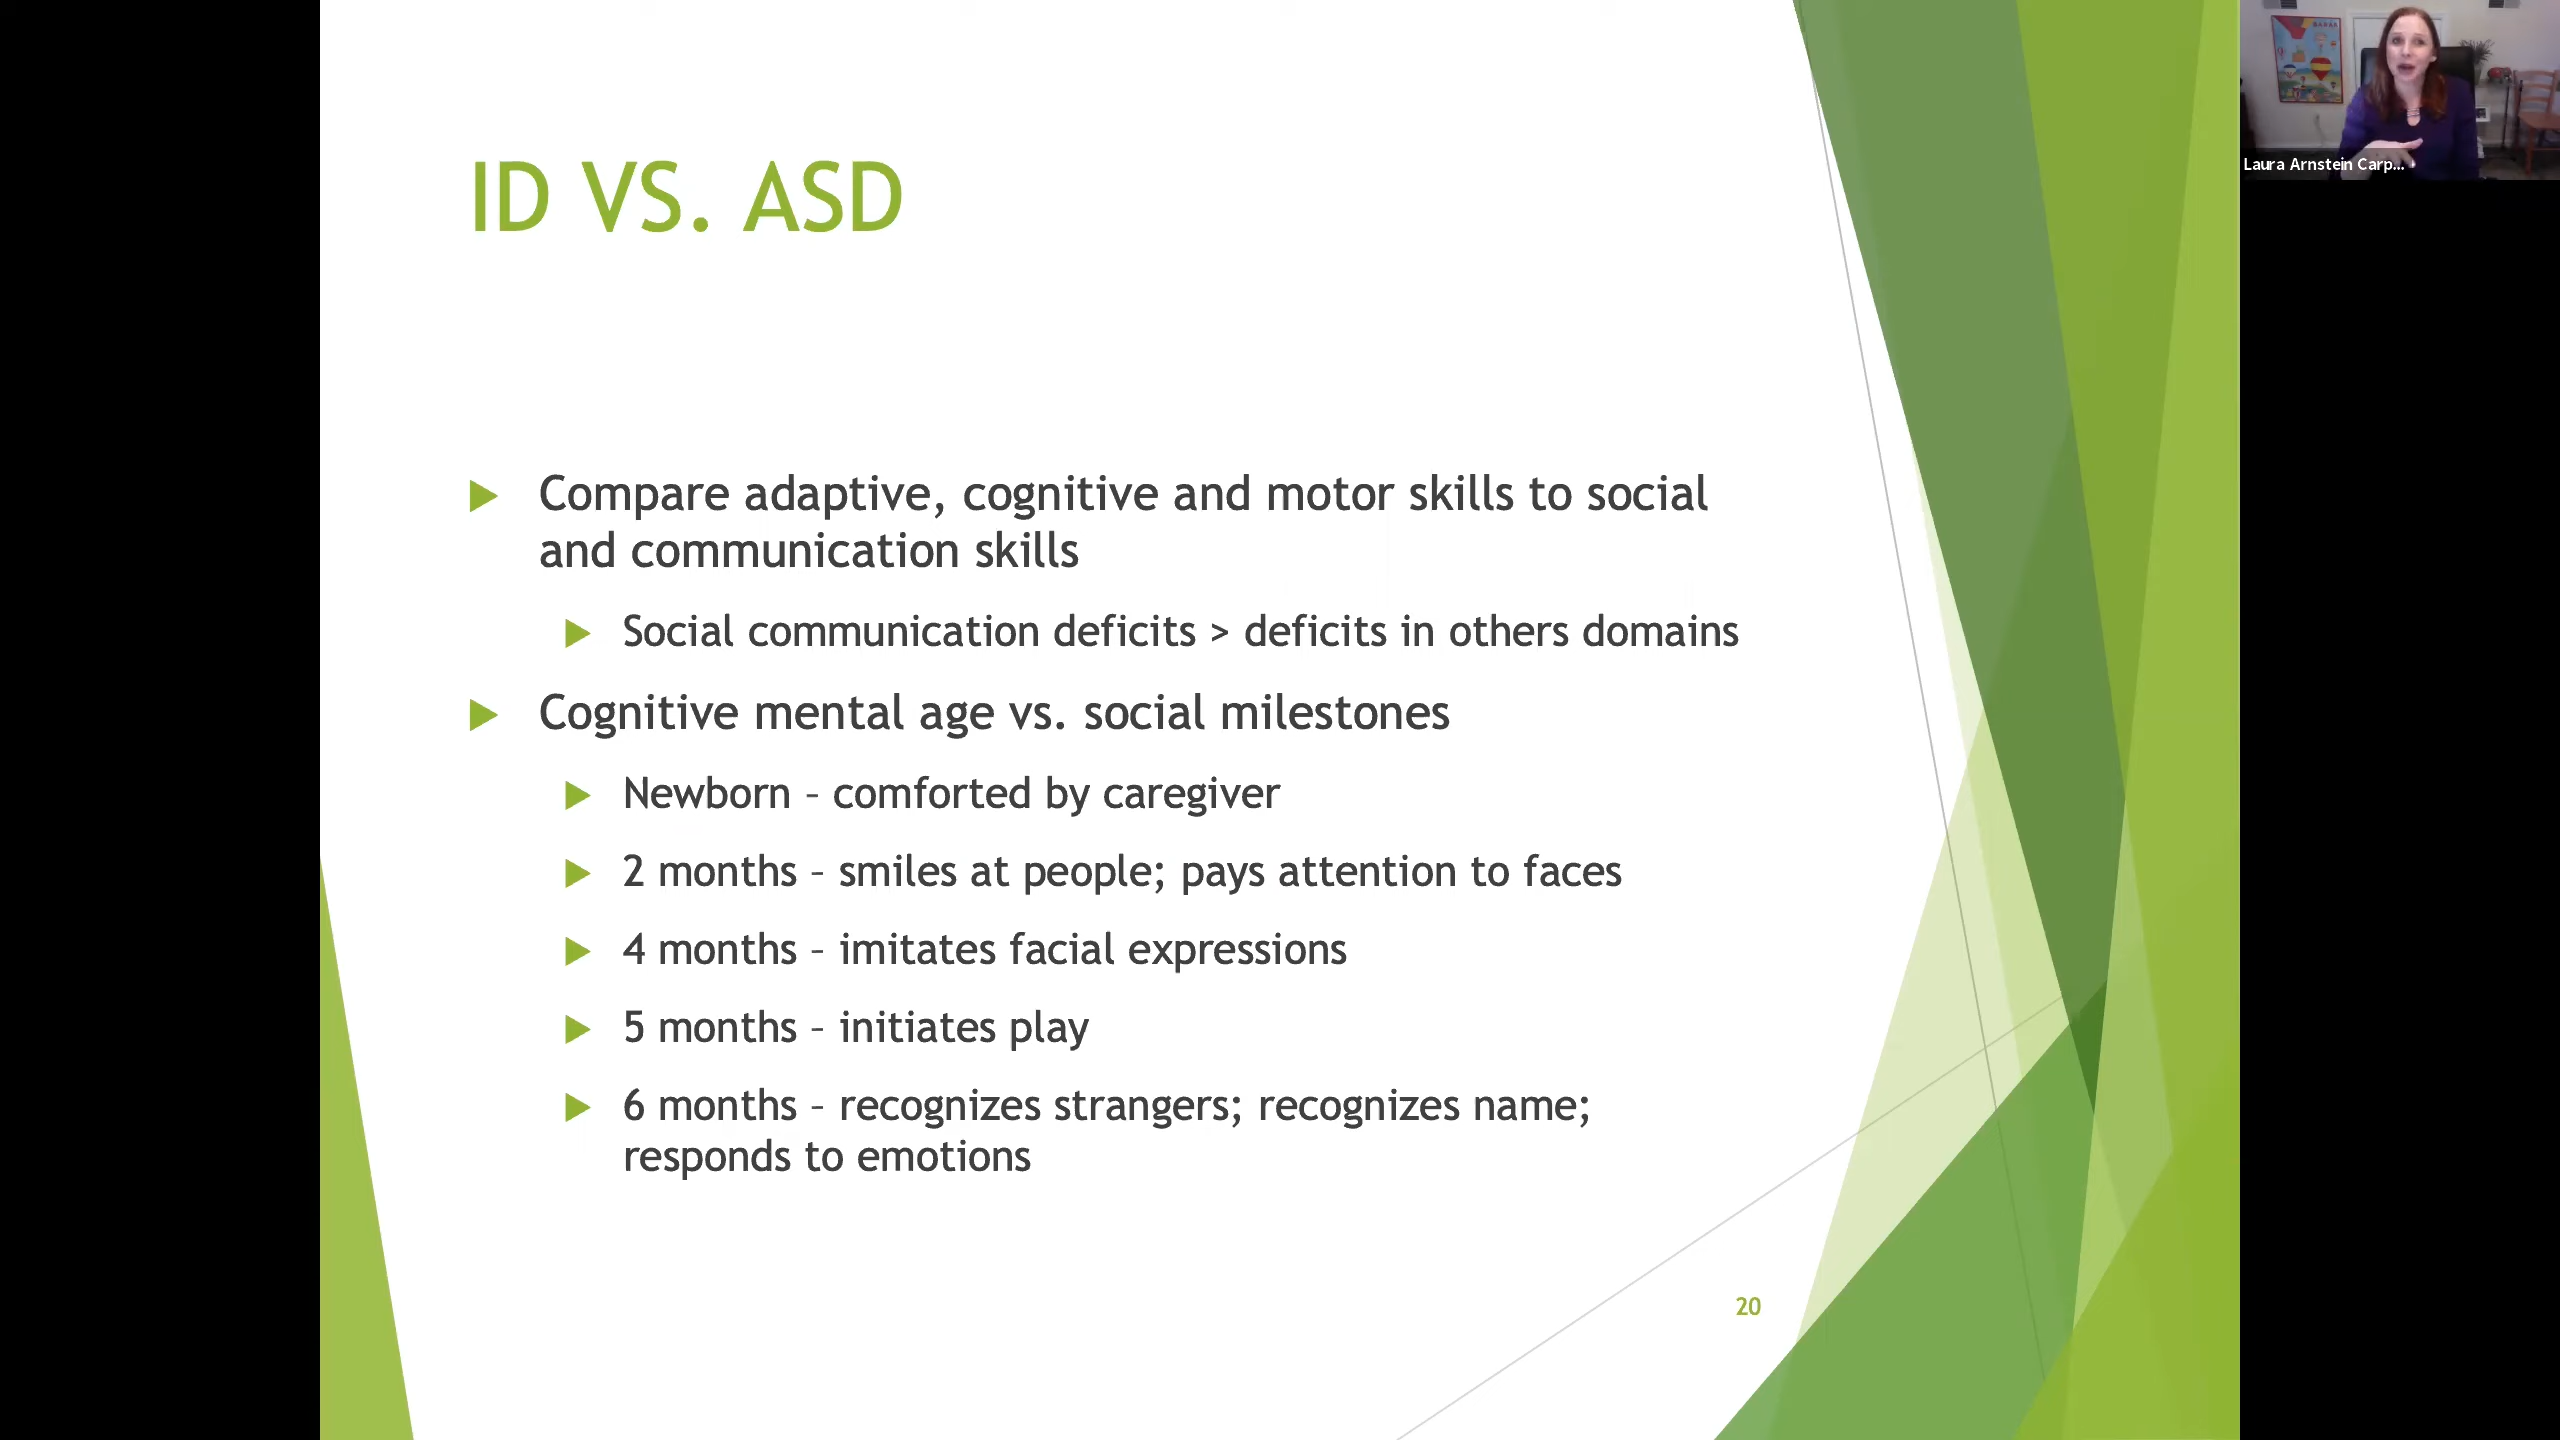 ID VS. ASD
Compare adaptive, cognitive and motor skills to social
and communication skills
Social communication deficits > deficits in others domains
Cognitive mental age vs. social milestones
Newborn – comforted by caregiver
2 months – smiles at people; pays attention to faces
4 months – imitates facial expressions
5 months – initiates play
6 months – recognizes strangers; recognizes name;
responds to emotions
20
Laura Arnstein Carp...